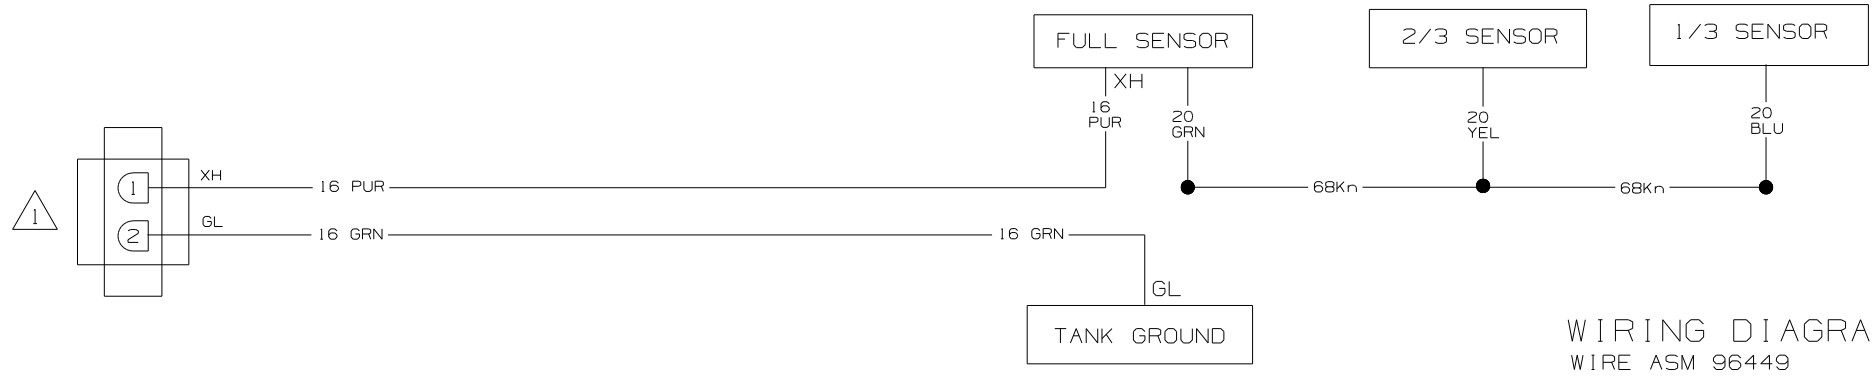 FULL SENSOR
2/3 SENSOR
1/3 SENSOR
XH
16
PUR
20
GRN
20
YEL
20
BLU
XH
1
16 PUR
68Kn
68Kn
1
GL
2
16 GRN
16 GRN
GL
TANK GROUND
WIRING DIAGRA
WIRE ASM 96449